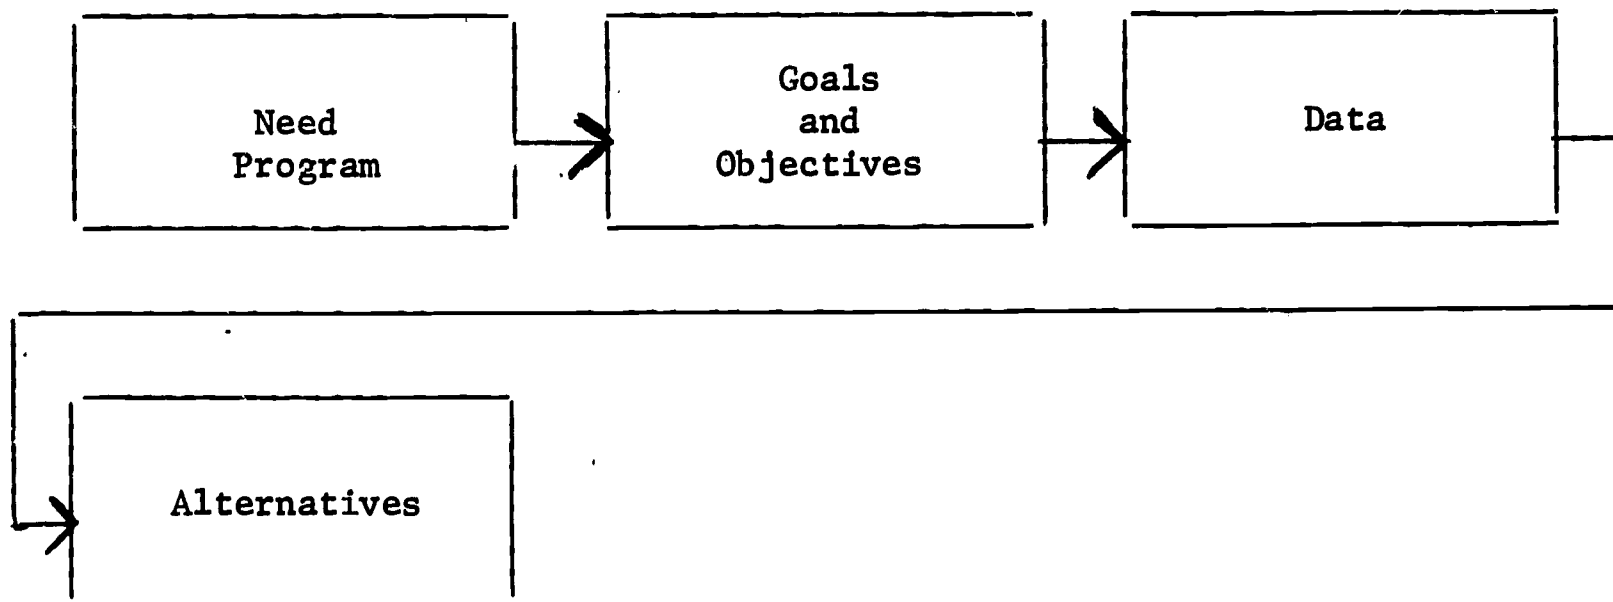 Need
Program
Goals
and
Objectives
Data
Alternatives